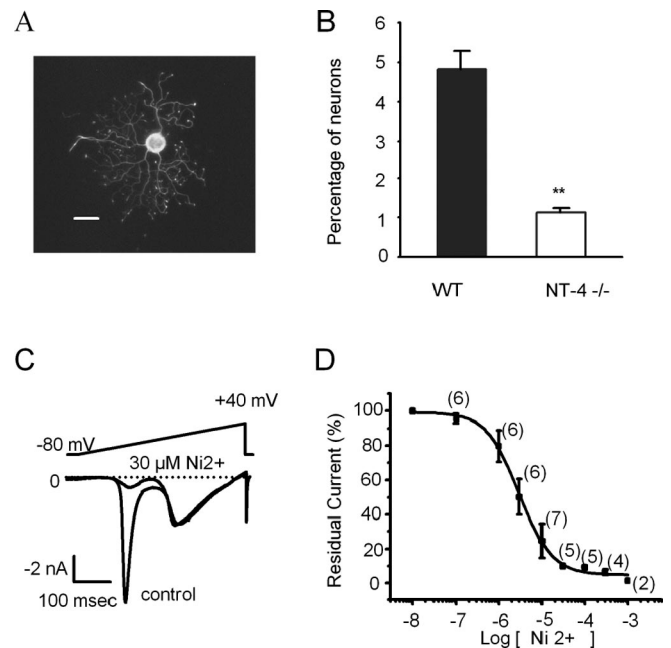 A
B
Percentage of neurons
6
5
4
3
2
1
0
**
WT
NT-4 -/-
C
+40 mV
-80 mV
30 µM Ni2+
0
-2 nA
100 msec
control
D
Residual Current (%)
100
80
60
40
20
0
(6)
(6)
(6)
(7)
(5)
(5)
(4)
(2)
-8 -7 -6 -5 -4 -3 -2
Log [ Ni 2+ ]